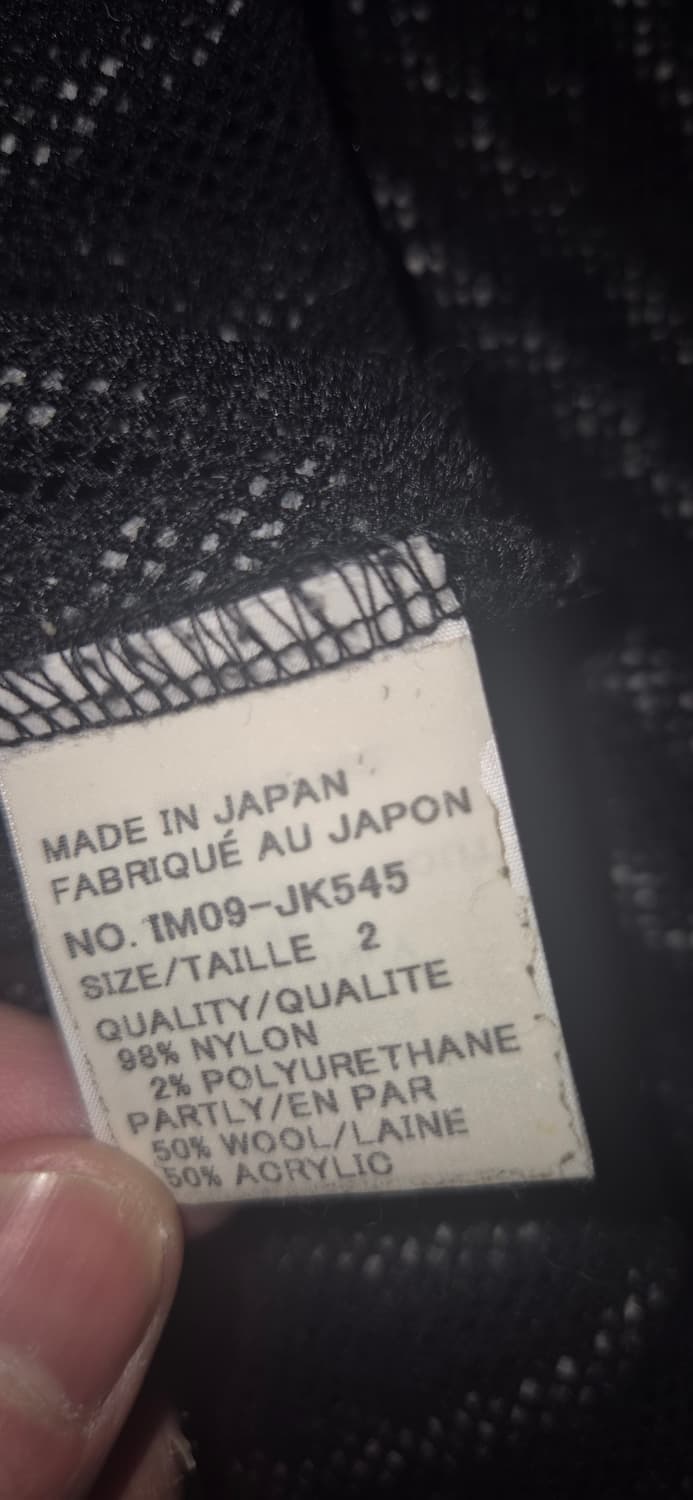 MADE IN JAPAN
FABRIQUÉ AU JAPON
NO. IM09-JK545
SIZE/TAILLE 2
QUALITY/QUALITE
98% NYLON
2% POLYURETHANE
PARTLY/EN PAR
50% WOOL/LAINE
50% ACRYLIC